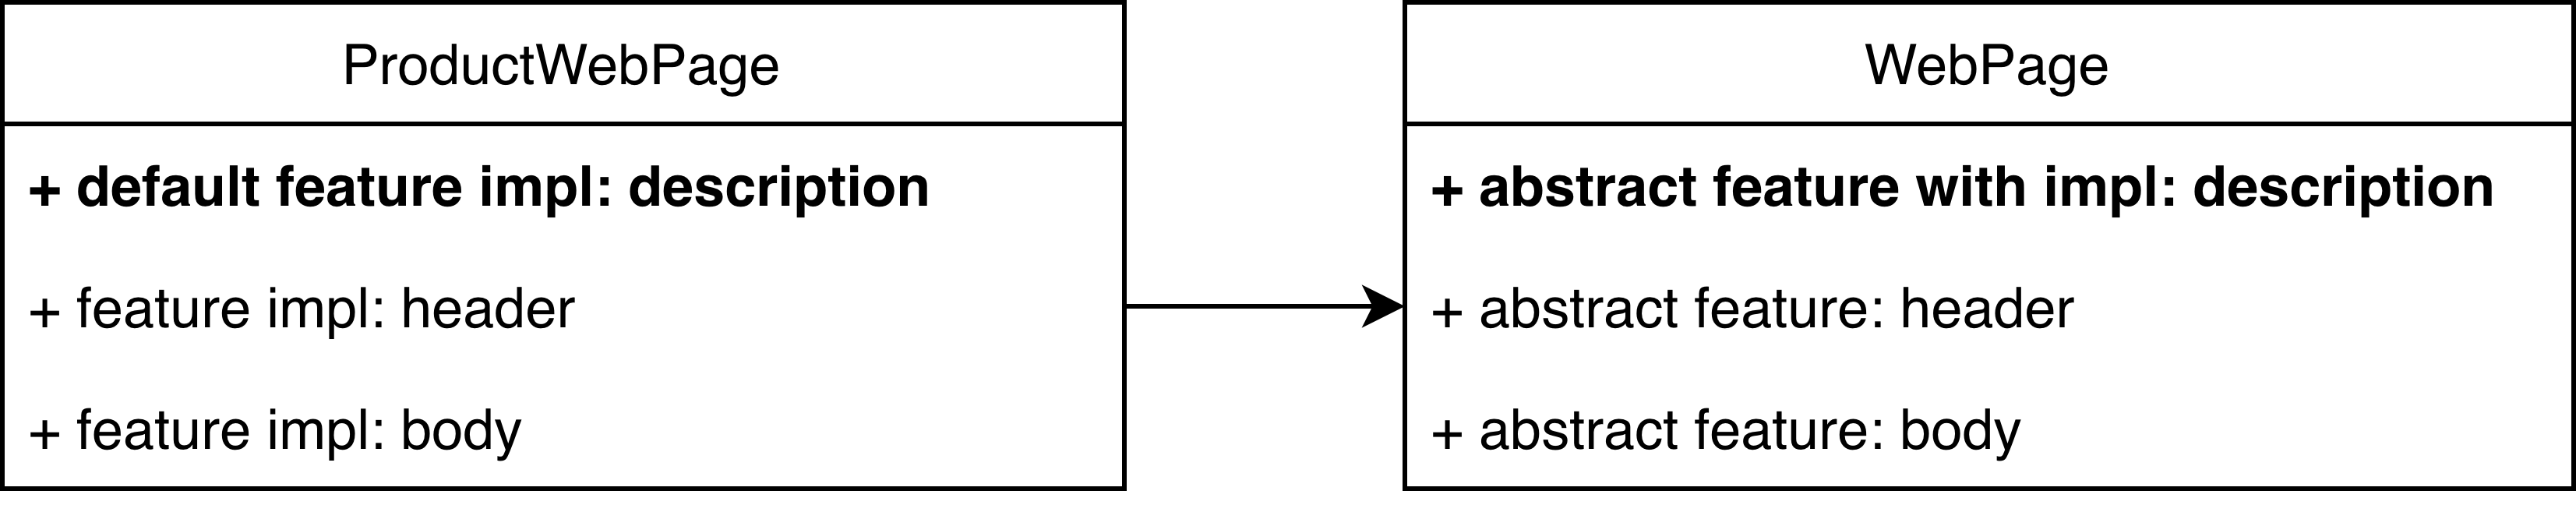 ProductWebPage
+ default feature impl: description
+ feature impl: header
+ feature impl: body
WebPage
+ abstract feature with impl: description
+ abstract feature: header
+ abstract feature: body